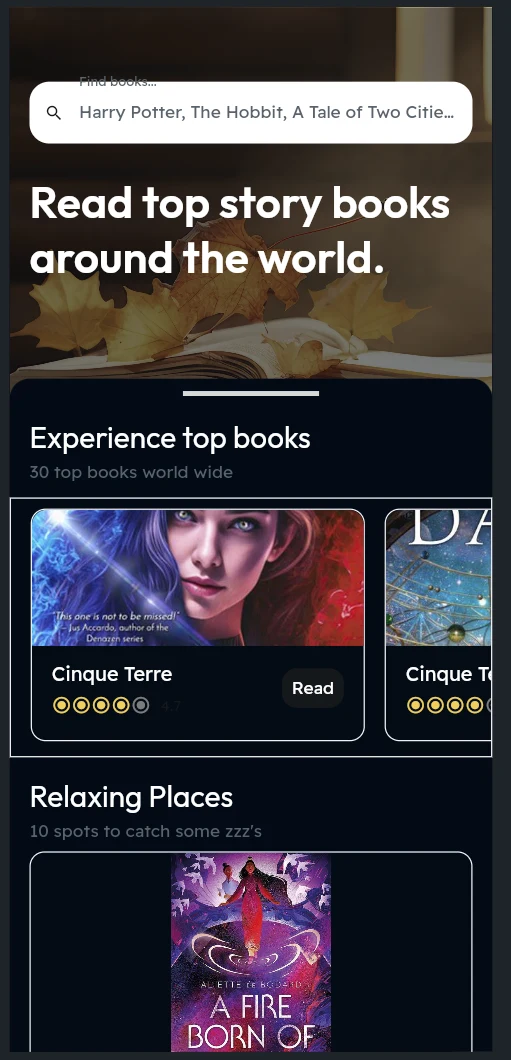 Find books...
Harry Potter, The Hobbit, A Tale of Two Citie...
Read top story books
around the world.
Experience top books
30 top books world wide
"This one is not to be missed!"
- Jus Accardo, author of the
Denazen series
DA
Cinque Terre
4.7
Read
Cinque Te
Relaxing Places
10 spots to catch some zzz's
ALIETTE DE BODARD
A FIRE
BORN OF